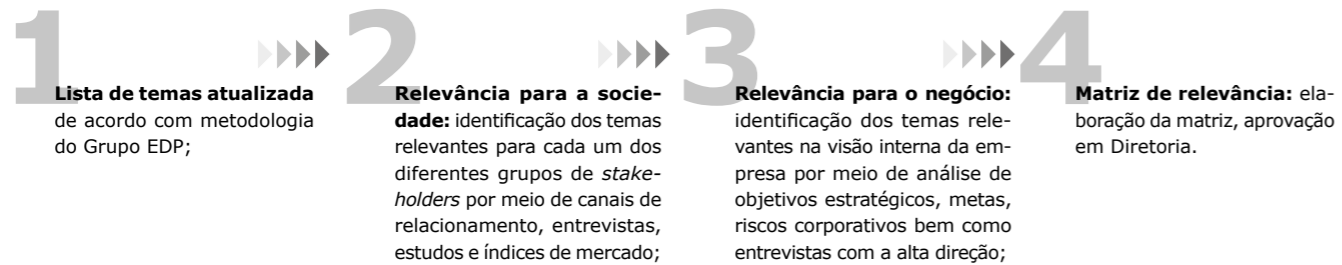 1
Lista de temas atualizada
de acordo com metodologia
do Grupo EDP;
2
Relevância para a socie-
dade: identificação dos temas
relevantes para cada um dos
diferentes grupos de stake-
holders por meio de canais de
relacionamento, entrevistas,
estudos e índices de mercado;
3
Relevância para o negócio:
identificação dos temas rele-
vantes na visão interna da em-
presa por meio de análise de
objetivos estratégicos, metas,
riscos corporativos bem como
entrevistas com a alta direção;
4
Matriz de relevância: ela-
boração da matriz, aprovação
em Diretoria.